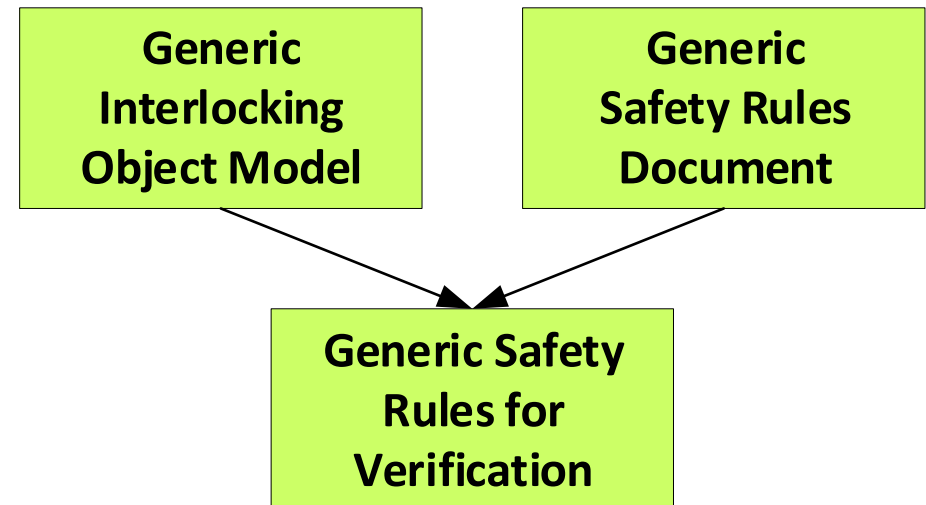 Generic
Interlocking
Object Model
Generic
Safety Rules
Document
Generic Safety
Rules for
Verification